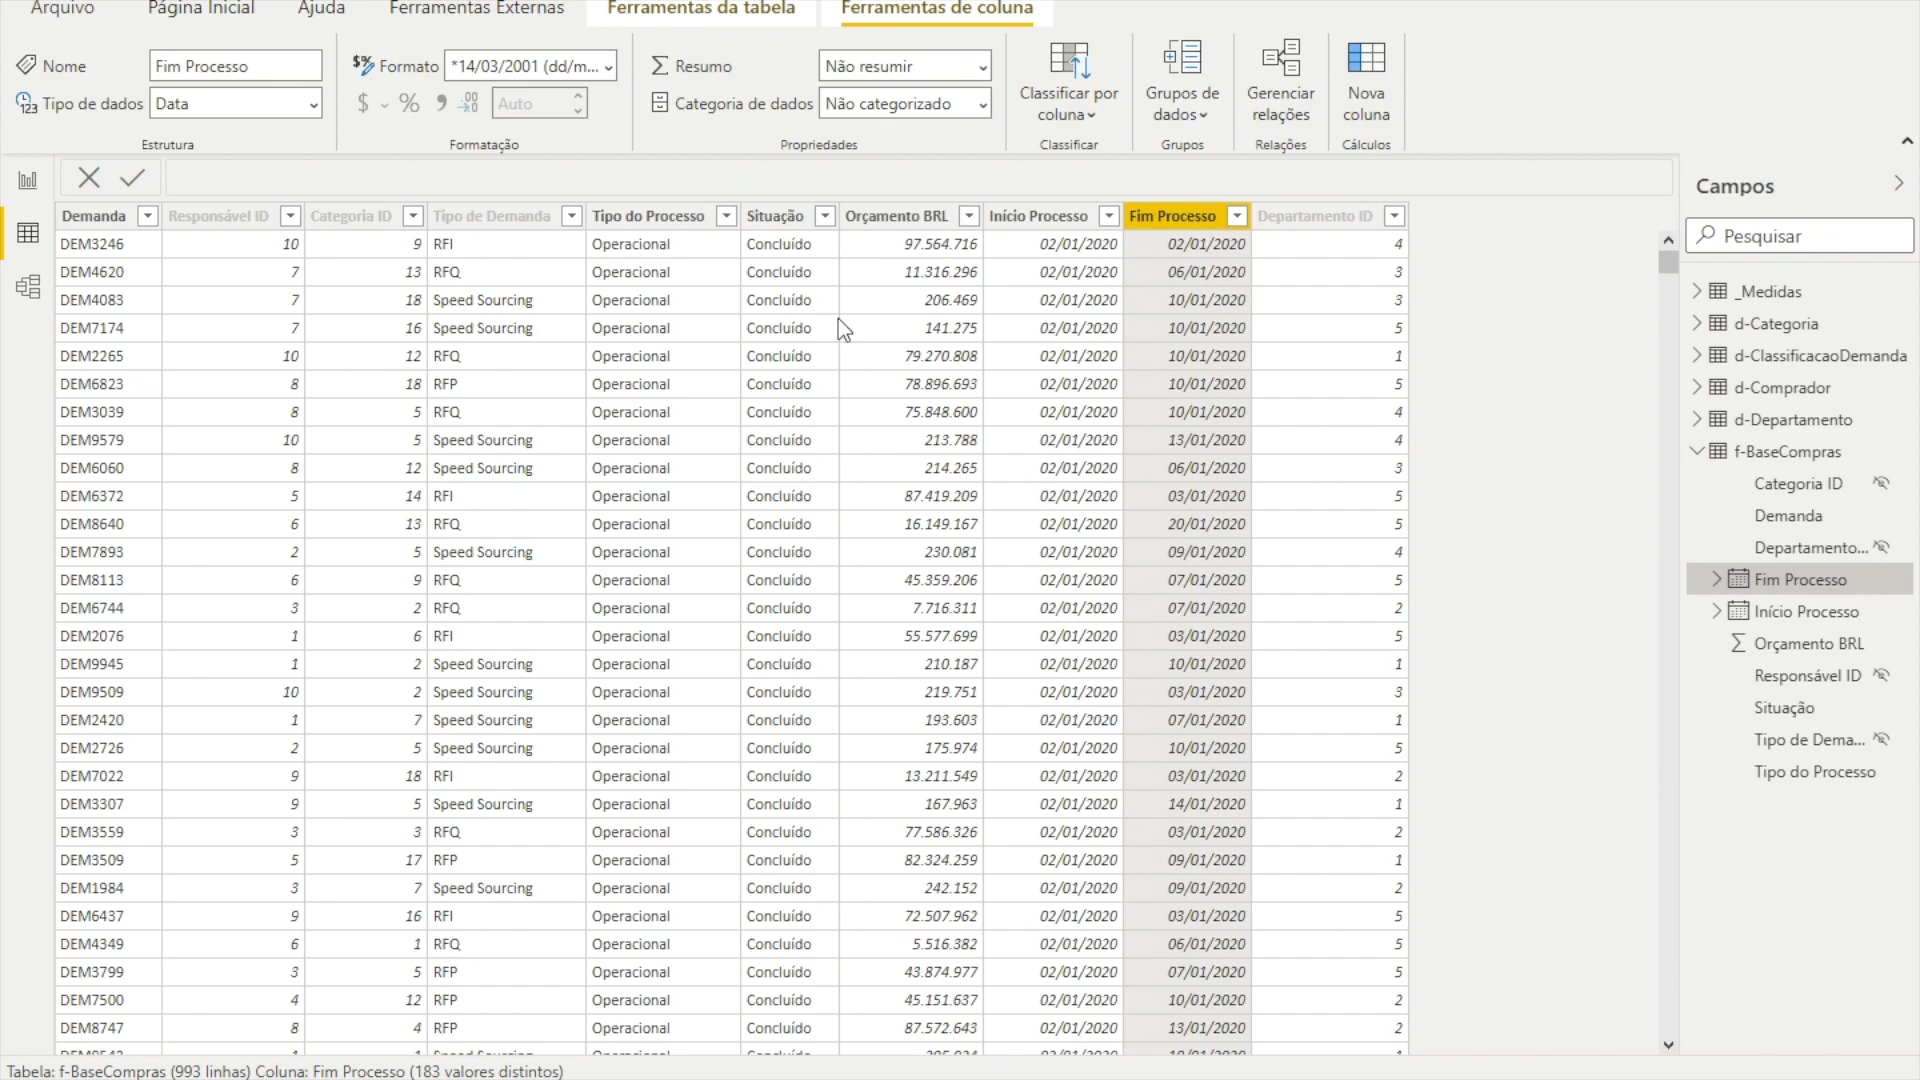 Arquivo Página Inicial Ajuda Ferramentas Externas Ferramentas da tabela Ferramentas de coluna
Nome Fim Processo Formato *14/03/2001 (dd/m... Resumo Não resumir
Tipo de dados Data $ % 9 Auto Categoria de dados Não categorizado
Classificar por coluna Grupos de dados Gerenciar relações Nova coluna
Estrutura Formatação Propriedades Classificar Grupos Relações Cálculos
Demanda Responsável ID Categoria ID Tipo de Demanda Tipo do Processo Situação Orçamento BRL Início Processo Fim Processo Departamento ID
DEM3246 10 9 RFI Operacional Concluído 97.564.716 02/01/2020 02/01/2020 4
DEM4620 7 13 RFQ Operacional Concluído 11.316.296 02/01/2020 06/01/2020 3
DEM4083 7 18 Speed Sourcing Operacional Concluído 206.469 02/01/2020 10/01/2020 3
DEM7174 7 16 Speed Sourcing Operacional Concluído 141.275 02/01/2020 10/01/2020 5
DEM2265 10 12 RFQ Operacional Concluído 79.270.808 02/01/2020 10/01/2020 1
DEM6823 8 18 RFP Operacional Concluído 78.896.693 02/01/2020 10/01/2020 5
DEM3039 8 5 RFQ Operacional Concluído 75.848.600 02/01/2020 10/01/2020 4
DEM9579 10 5 Speed Sourcing Operacional Concluído 213.788 02/01/2020 13/01/2020 4
DEM6060 8 12 Speed Sourcing Operacional Concluído 214.265 02/01/2020 06/01/2020 3
DEM6372 5 14 RFI Operacional Concluído 87.419.209 02/01/2020 03/01/2020 5
DEM8640 6 13 RFQ Operacional Concluído 16.149.167 02/01/2020 20/01/2020 5
DEM7893 2 5 Speed Sourcing Operacional Concluído 230.081 02/01/2020 09/01/2020 4
DEM8113 6 9 RFQ Operacional Concluído 45.359.206 02/01/2020 07/01/2020 5
DEM6744 3 2 RFQ Operacional Concluído 7.716.311 02/01/2020 07/01/2020 2
DEM2076 1 6 RFI Operacional Concluído 55.577.699 02/01/2020 03/01/2020 5
DEM9945 1 2 Speed Sourcing Operacional Concluído 210.187 02/01/2020 10/01/2020 1
DEM9509 10 2 Speed Sourcing Operacional Concluído 219.751 02/01/2020 03/01/2020 3
DEM2420 1 7 Speed Sourcing Operacional Concluído 193.603 02/01/2020 07/01/2020 1
DEM2726 2 5 Speed Sourcing Operacional Concluído 175.974 02/01/2020 10/01/2020 5
DEM7022 9 18 RFI Operacional Concluído 13.211.549 02/01/2020 03/01/2020 2
DEM3307 9 5 Speed Sourcing Operacional Concluído 167.963 02/01/2020 14/01/2020 1
DEM3559 3 3 RFQ Operacional Concluído 77.586.326 02/01/2020 03/01/2020 2
DEM3509 5 17 RFP Operacional Concluído 82.324.259 02/01/2020 09/01/2020 1
DEM1984 3 7 Speed Sourcing Operacional Concluído 242.152 02/01/2020 09/01/2020 2
DEM6437 9 16 RFI Operacional Concluído 72.507.962 02/01/2020 03/01/2020 5
DEM4349 6 1 RFQ Operacional Concluído 5.516.382 02/01/2020 06/01/2020 5
DEM3799 3 5 RFP Operacional Concluído 43.874.977 02/01/2020 07/01/2020 5
DEM7500 4 12 RFP Operacional Concluído 45.151.637 02/01/2020 10/01/2020 2
DEM8747 8 4 RFP Operacional Concluído 87.572.643 02/01/2020 13/01/2020 2
Campos
Pesquisar
_Medidas
d-Categoria
d-ClassificacaoDemanda
d-Comprador
d-Departamento
f-BaseCompras
Categoria ID
Demanda
Departamento...
Fim Processo
Início Processo
Orçamento BRL
Responsável ID
Situação
Tipo de Dema...
Tipo do Processo
Tabela: f-BaseCompras (993 linhas) Coluna: Fim Processo (183 valores distintos)